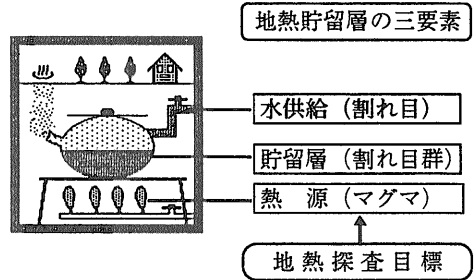 地熱貯留層の三要素
水供給（割れ目）
貯留層（割れ目群）
熱　源（マグマ）
地熱探査目標